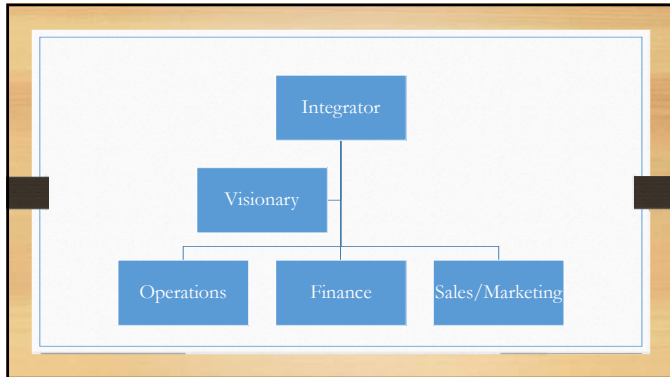 Integrator
Visionary
Operations
Finance
Sales/Marketing